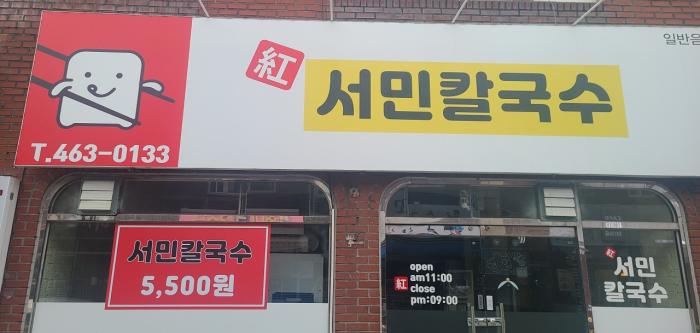 일반음
紅 서민칼국수
T.463-0133
서민칼국수
5,500원
open
am11:00
紅 close
pm:09:00
紅 서민
칼국수